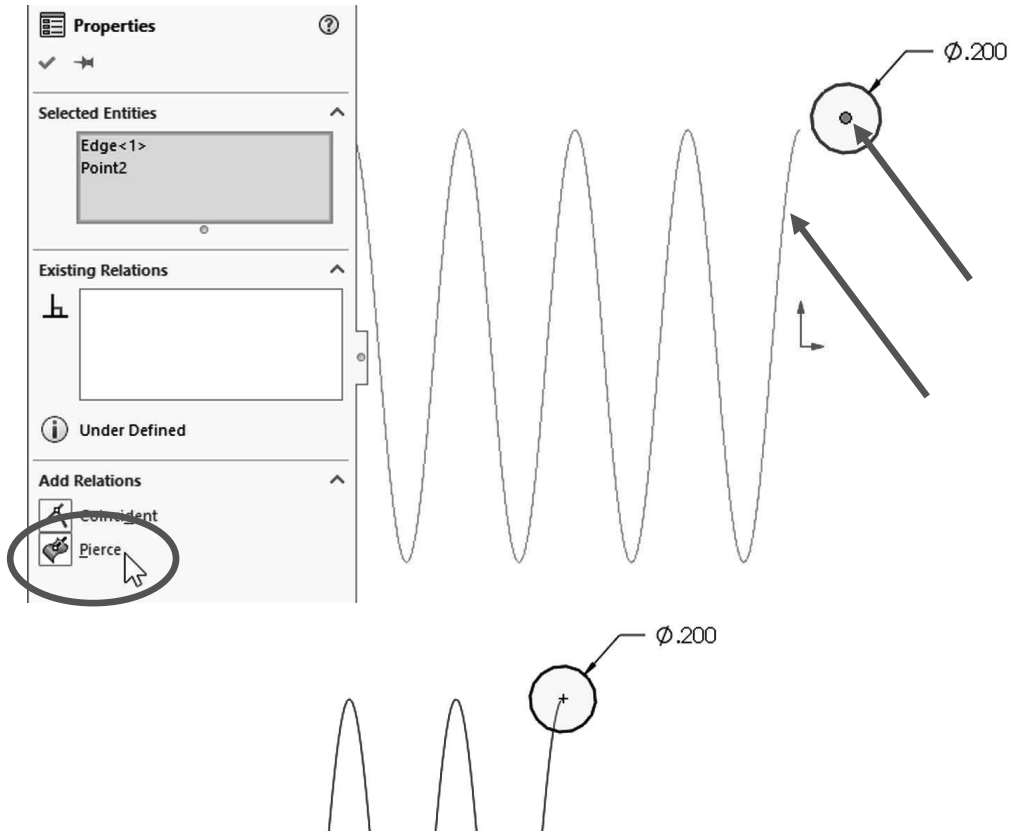 Properties
Selected Entities
Edge<1>
Point2
Existing Relations
Under Defined
Add Relations
Coincident
Pierce
Ø.200
Ø.200